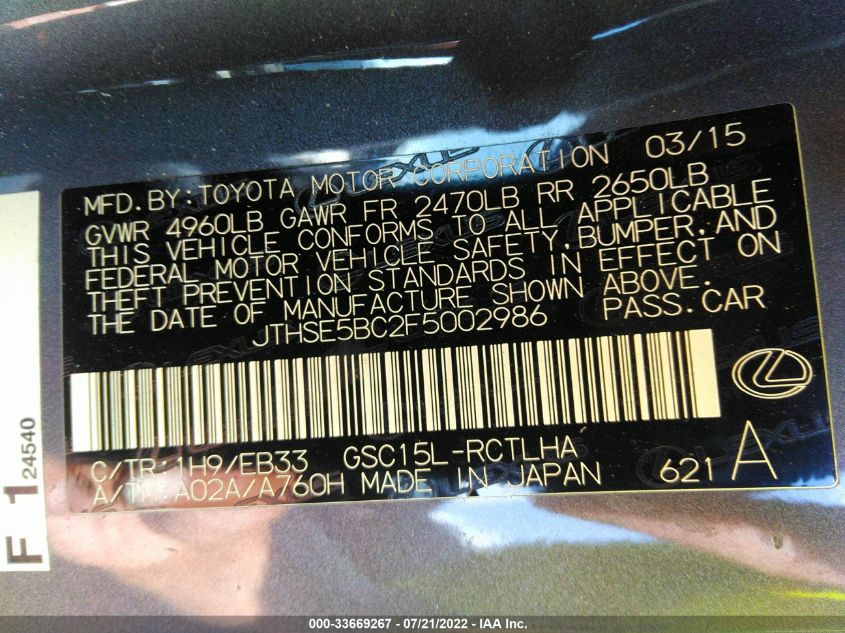 MFD. BY: TOYOTA MOTOR CORPORATION 03/15
GVWR 4960LB GAWR FR 2470LB RR 2650LB
THIS VEHICLE CONFORMS TO ALL APPLICABLE
FEDERAL MOTOR VEHICLE SAFETY, BUMPER, AND
THEFT PREVENTION STANDARDS IN EFFECT ON
THE DATE OF MANUFACTURE SHOWN ABOVE.
JTHSE5BC2F5002986 PASS. CAR
C/TR: 1H9/EB33 GSC15L-RCTLHA
A/TM: A02A/A760H MADE IN JAPAN 621 A
F 1 24540
000-33669267 - 07/21/2022 - IAA Inc.